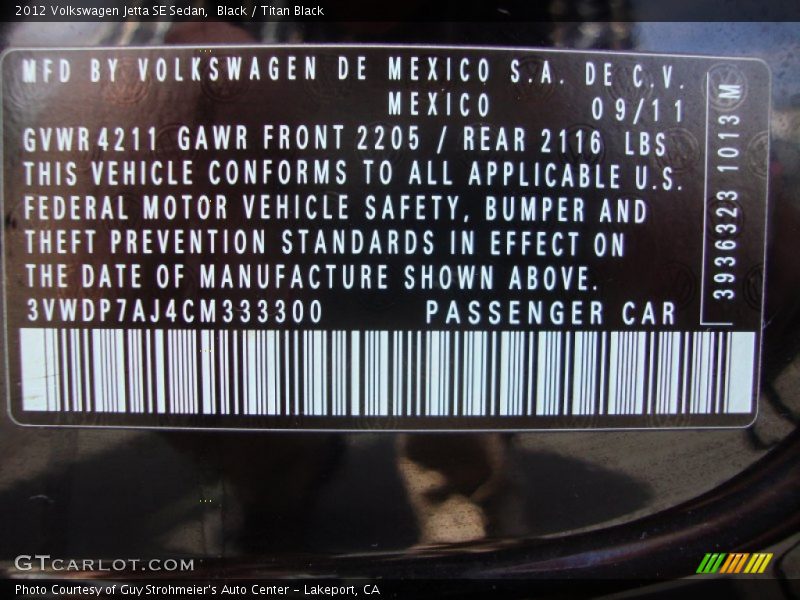 2012 Volkswagen Jetta SE Sedan, Black / Titan Black
MFD BY VOLKSWAGEN DE MEXICO S.A. DE C.V.
MEXICO 09/11
GVWR 4211 GAWR FRONT 2205 / REAR 2116 LBS
THIS VEHICLE CONFORMS TO ALL APPLICABLE U.S.
FEDERAL MOTOR VEHICLE SAFETY, BUMPER AND
THEFT PREVENTION STANDARDS IN EFFECT ON
THE DATE OF MANUFACTURE SHOWN ABOVE.
3VWDP7AJ4CM333300 PASSENGER CAR
3936323 1013 M
GTCARLOT.COM
Photo Courtesy of Guy Strohmeier's Auto Center - Lakeport, CA